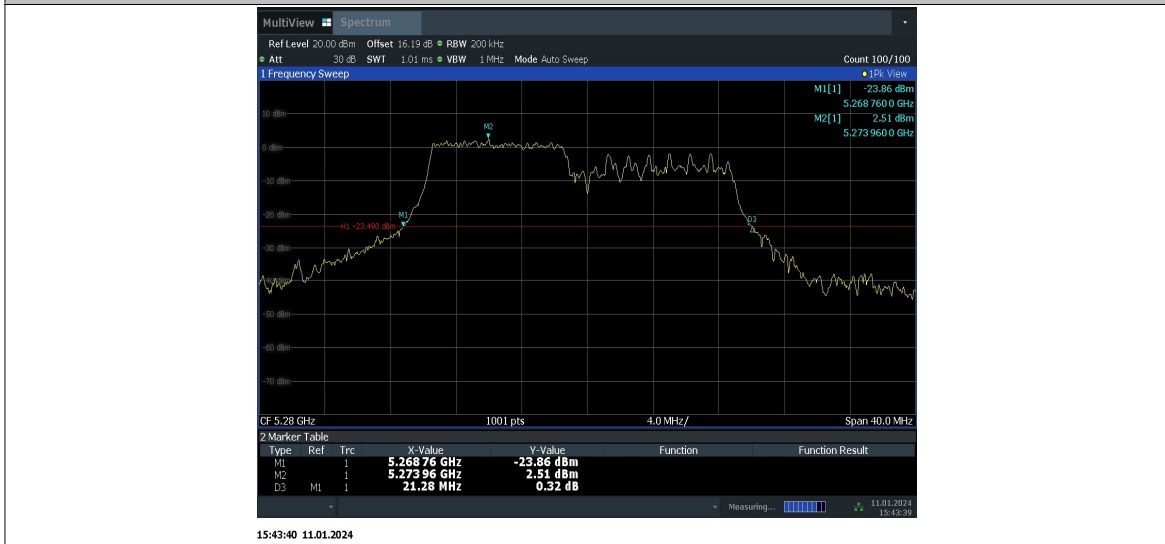 MultiView Spectrum
Ref Level 20.00 dBm Offset 16.19 dB RBW 200 kHz
Att 30 dB SWT 1.01 ms VBW 1 MHz Mode Auto Sweep Count 100/100
1 Frequency Sweep 1Pk View
M1[1] -23.86 dBm
5.268 760 0 GHz
M2[1] 2.51 dBm
5.273 960 0 GHz
10 dBm
M2
0 dBm
-10 dBm
-20 dBm
M1
D3
H1 -23.490 dBm
-30 dBm
-50 dBm
-70 dBm
CF 5.28 GHz 1001 pts 4.0 MHz/ Span 40.0 MHz
2 Marker Table
Type Ref Trc X-Value Y-Value Function Function Result
M1 1 5.268 76 GHz -23.86 dBm
M2 1 5.273 96 GHz 2.51 dBm
D3 M1 1 21.28 MHz 0.32 dB
Measuring... 11.01.2024
15:43:39
15:43:40 11.01.2024